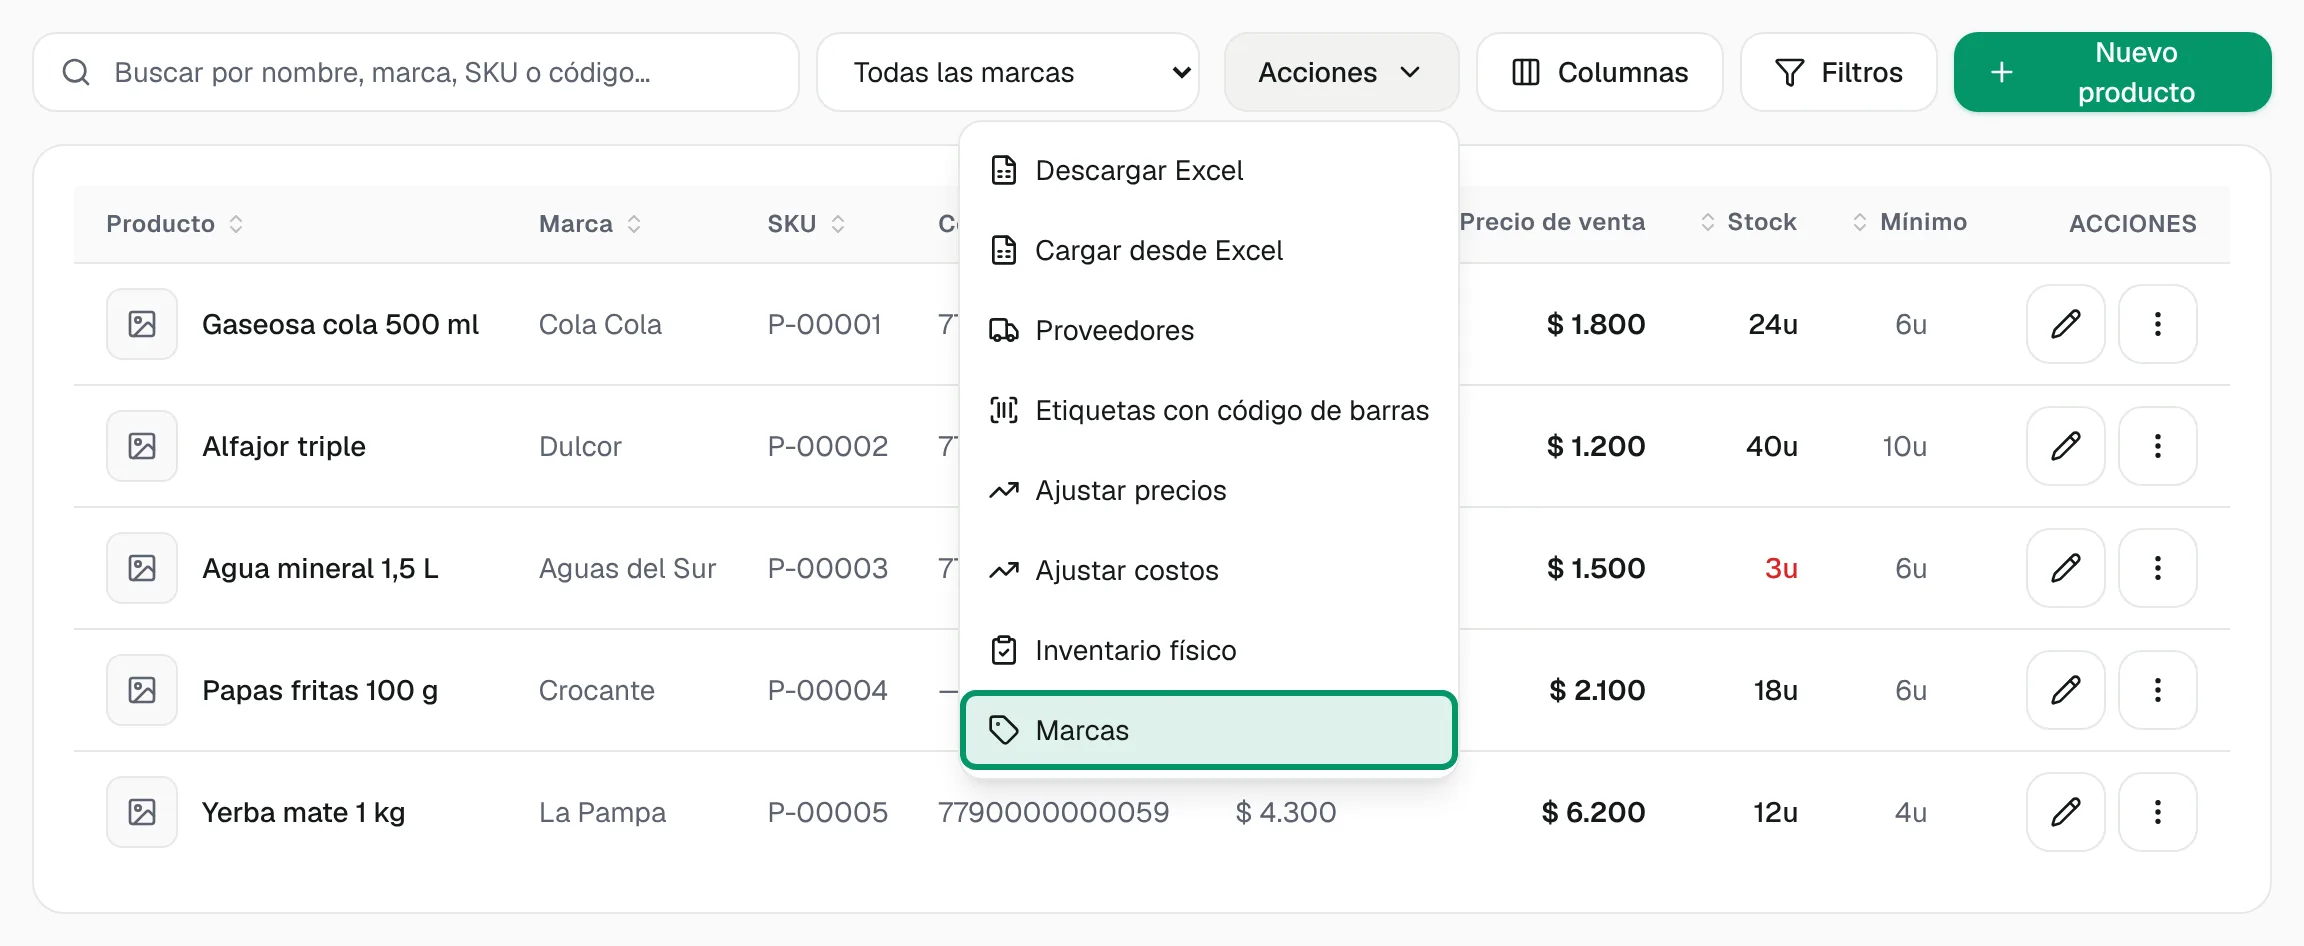 Buscar por nombre, marca, SKU o código...
Todas las marcas
Acciones
Columnas
Filtros
Nuevo
producto
Descargar Excel
Cargar desde Excel
Proveedores
Etiquetas con código de barras
Ajustar precios
Ajustar costos
Inventario físico
Marcas
Producto Marca SKU Precio de venta Stock Mínimo ACCIONES
Gaseosa cola 500 ml Cola Cola P-00001 $ 1.800 24u 6u
Alfajor triple Dulcor P-00002 $ 1.200 40u 10u
Agua mineral 1,5 L Aguas del Sur P-00003 $ 1.500 3u 6u
Papas fritas 100 g Crocante P-00004 $ 2.100 18u 6u
Yerba mate 1 kg La Pampa P-00005 7790000000059 $ 4.300 $ 6.200 12u 4u